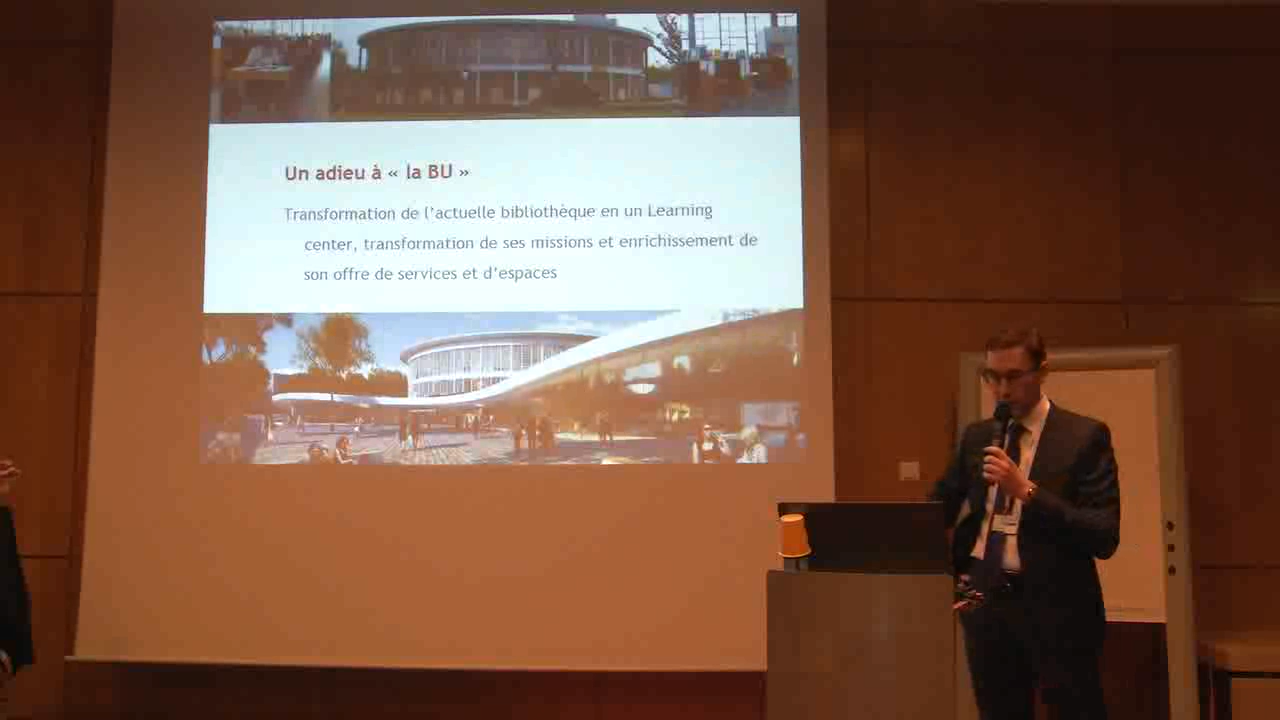 Un adieu à « la BU »
Transformation de l'actuelle bibliothèque en un Learning
center, transformation de ses missions et enrichissement de
son offre de services et d'espaces